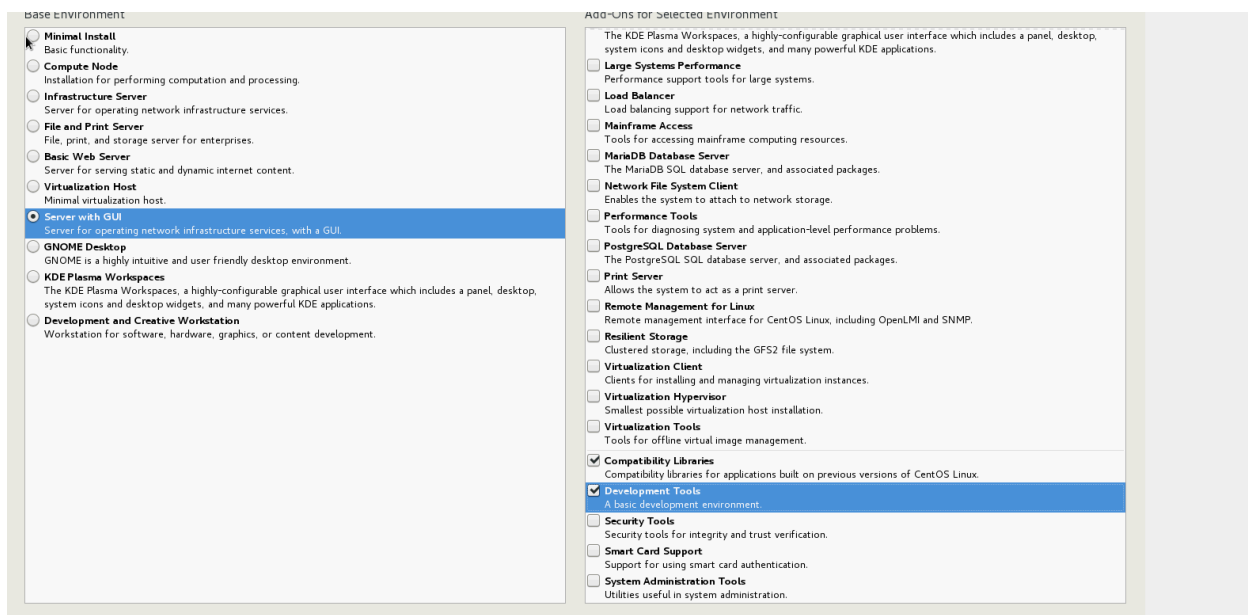 Base Environment
Minimal Install
Basic functionality.
Compute Node
Installation for performing computation and processing.
Infrastructure Server
Server for operating network infrastructure services.
File and Print Server
File, print, and storage server for enterprises.
Basic Web Server
Server for serving static and dynamic internet content.
Virtualization Host
Minimal virtualization host.
Server with GUI
Server for operating network infrastructure services, with a GUI.
GNOME Desktop
GNOME is a highly intuitive and user friendly desktop environment.
KDE Plasma Workspaces
The KDE Plasma Workspaces, a highly-configurable graphical user interface which includes a panel, desktop,
system icons and desktop widgets, and many powerful KDE applications.
Development and Creative Workstation
Workstation for software, hardware, graphics, or content development.
Add-Ons for Selected Environment
The KDE Plasma Workspaces, a highly-configurable graphical user interface which includes a panel, desktop,
system icons and desktop widgets, and many powerful KDE applications.
Large Systems Performance
Performance support tools for large systems.
Load Balancer
Load balancing support for network traffic.
Mainframe Access
Tools for accessing mainframe computing resources.
MariaDB Database Server
The MariaDB SQL database server, and associated packages.
Network File System Client
Enables the system to attach to network storage.
Performance Tools
Tools for diagnosing system and application-level performance problems.
PostgreSQL Database Server
The PostgreSQL SQL database server, and associated packages.
Print Server
Allows the system to act as a print server.
Remote Management for Linux
Remote management interface for CentOS Linux, including OpenLMI and SNMP.
Resilient Storage
Clustered storage, including the GFS2 file system.
Virtualization Client
Clients for installing and managing virtualization instances.
Virtualization Hypervisor
Smallest possible virtualization host installation.
Virtualization Tools
Tools for offline virtual image management.
Compatibility Libraries
Compatibility libraries for applications built on previous versions of CentOS Linux.
Development Tools
A basic development environment.
Security Tools
Security tools for integrity and trust verification.
Smart Card Support
Support for using smart card authentication.
System Administration Tools
Utilities useful in system administration.